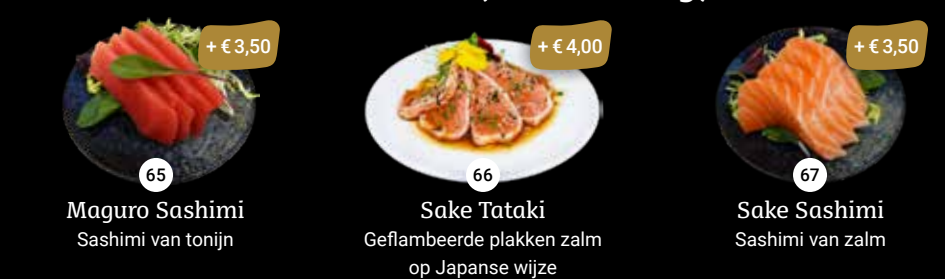 + € 3,50
65
Maguro Sashimi
Sashimi van tonijn
+ € 4,00
66
Sake Tataki
Geflambeerde plakken zalm
op Japanse wijze
+ € 3,50
67
Sake Sashimi
Sashimi van zalm